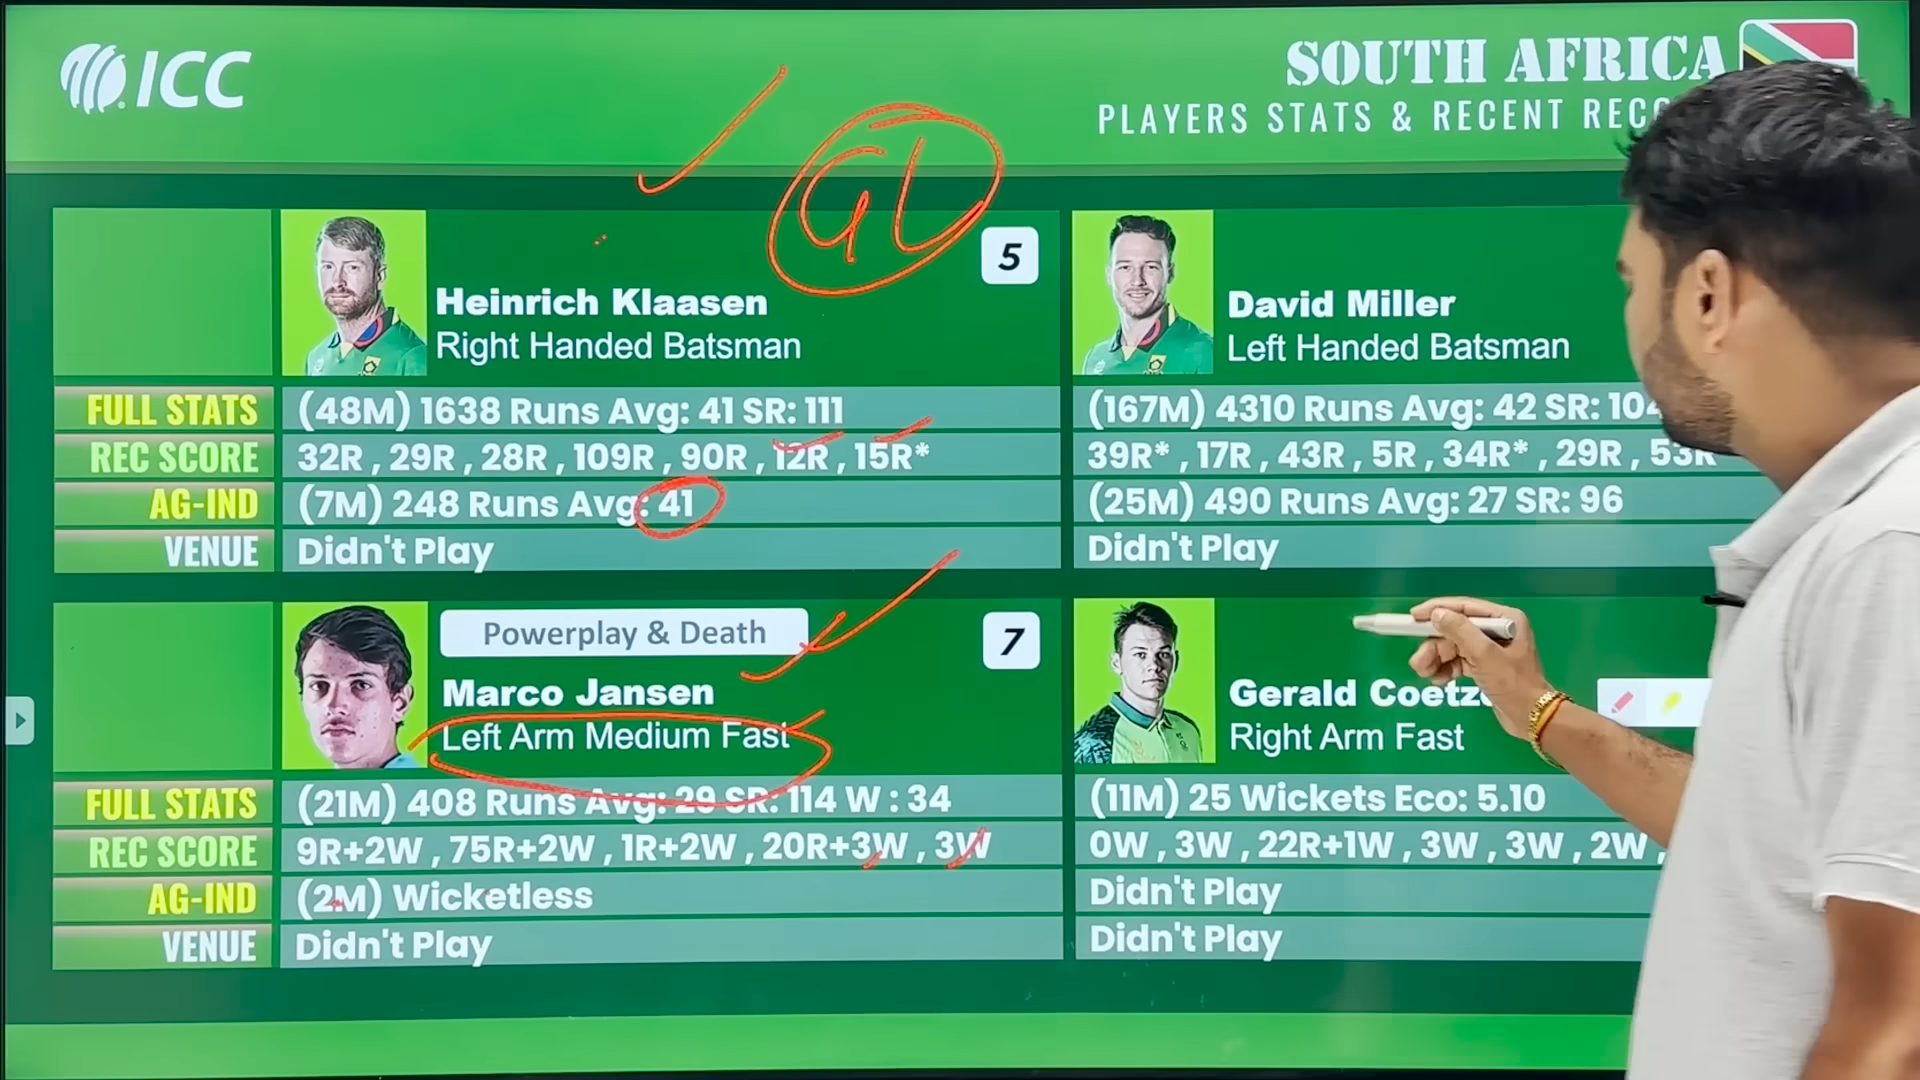 ICC
SOUTH AFRICA
PLAYERS STATS & RECENT
GL
5
Heinrich Klaasen
Right Handed Batsman
FULL STATS
(48M) 1638 Runs Avg: 41 SR: 111
REC SCORE
32R , 29R , 28R , 109R , 90R , 12R , 15R*
AG-IND
(7M) 248 Runs Avg: 41
VENUE
Didn't Play
David Miller
Left Handed Batsman
(167M) 4310 Runs Avg: 42 SR: 104
39R* , 17R , 43R , 5R , 34R* , 29R , 53R
(25M) 490 Runs Avg: 27 SR: 96
Didn't Play
Powerplay & Death
7
Marco Jansen
Left Arm Medium Fast
FULL STATS
(21M) 408 Runs Avg: 29 SR: 114 W : 34
REC SCORE
9R+2W , 75R+2W , 1R+2W , 20R+3W , 3W
AG-IND
(2M) Wicketless
VENUE
Didn't Play
Gerald
Right Arm Fast
(11M) 25 Wickets Eco: 5.10
0W , 3W , 22R+1W , 3W , 3W , 2W ,
Didn't Play
Didn't Play